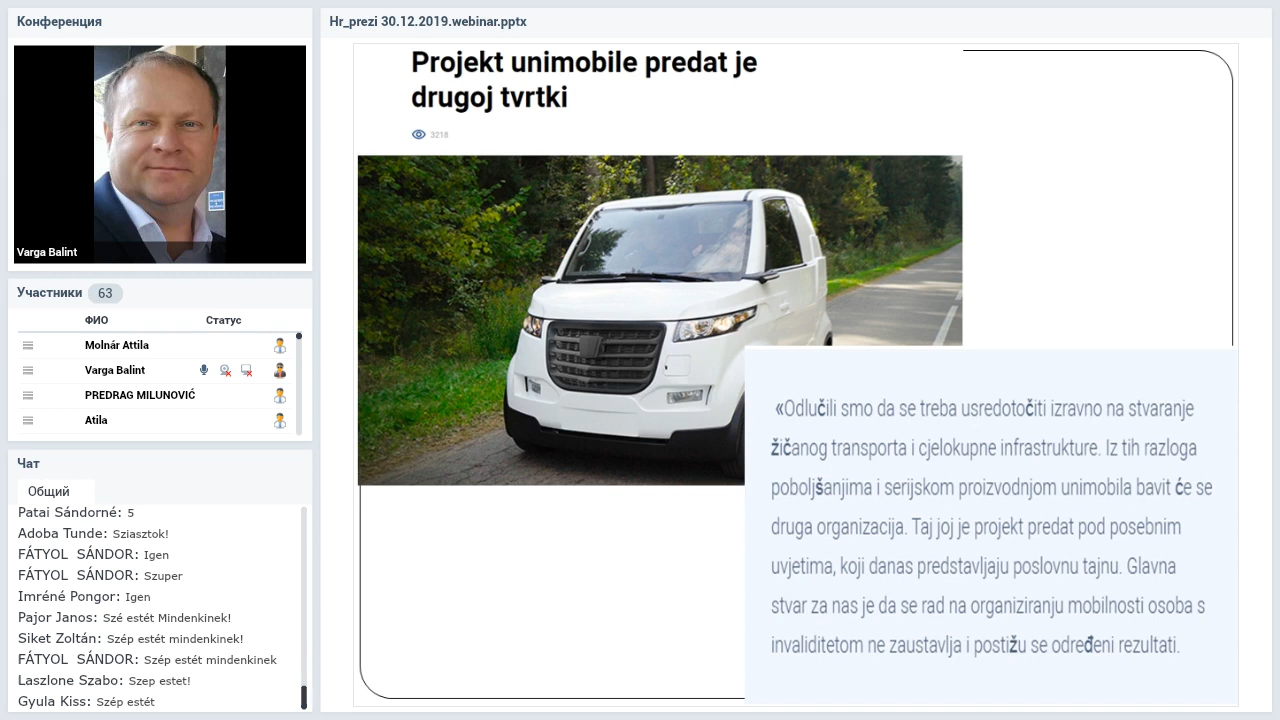 Конференция
Varga Balint
Участники 63
ФИО Статус
Molnár Attila
Varga Balint
PREDRAG MILUNOVIĆ
Atila
Чат
Общий
Patai Sándorné: 5
Adoba Tunde: Sziasztok!
FÁTYOL SÁNDOR: Igen
FÁTYOL SÁNDOR: Szuper
Imréné Pongor: Igen
Pajor Janos: Szé estét Mindenkinek!
Siket Zoltán: Szép estét mindenkinek!
FÁTYOL SÁNDOR: Szép estét mindenkinek
Laszlone Szabo: Szep estet!
Gyula Kiss: Szép estét
Hr_prezi 30.12.2019.webinar.pptx
Projekt unimobile predat je
drugoj tvrtki
3218
«Odlučili smo da se treba usredotočiti izravno na stvaranje
žičanog transporta i cjelokupne infrastrukture. Iz tih razloga
poboljšanjima i serijskom proizvodnjom unimobila bavit će se
druga organizacija. Taj joj je projekt predat pod posebnim
uvjetima, koji danas predstavljaju poslovnu tajnu. Glavna
stvar za nas je da se rad na organiziranju mobilnosti osoba s
invaliditetom ne zaustavlja i postižu se određeni rezultati.